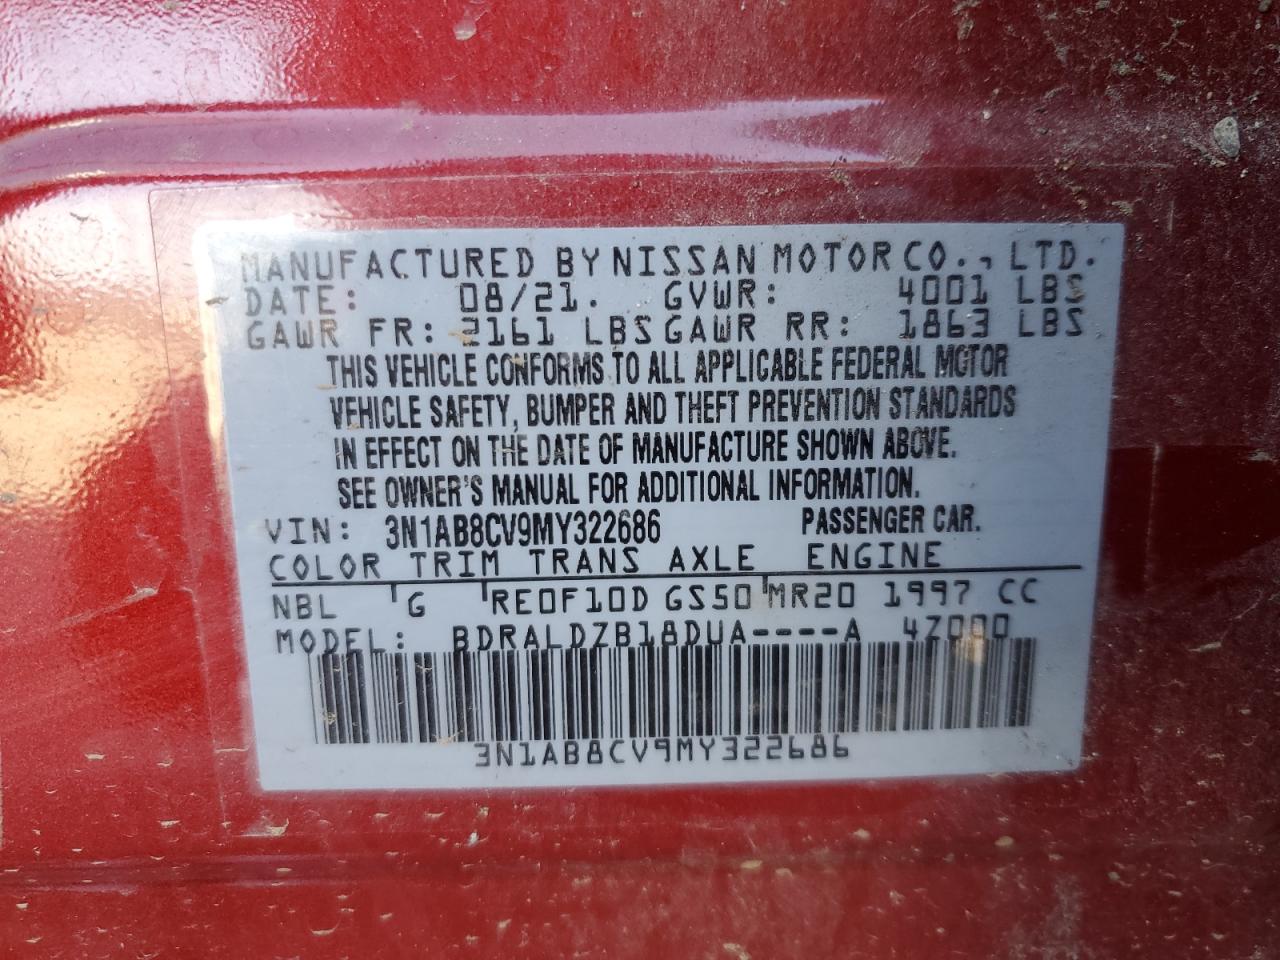 MANUFACTURED BY NISSAN MOTOR CO., LTD.
DATE: 08/21. GVWR: 4001 LBS
GAWR FR: 2161 LBS GAWR RR: 1863 LBS
THIS VEHICLE CONFORMS TO ALL APPLICABLE FEDERAL MOTOR
VEHICLE SAFETY, BUMPER AND THEFT PREVENTION STANDARDS
IN EFFECT ON THE DATE OF MANUFACTURE SHOWN ABOVE.
SEE OWNER'S MANUAL FOR ADDITIONAL INFORMATION.
VIN: 3N1AB8CV9MY322686 PASSENGER CAR.
COLOR TRIM TRANS AXLE ENGINE
NBL G RE0F10D GS50 MR20 1997 CC
MODEL: BDRALDZB18DUA----A 4Z000
3N1AB8CV9MY322686